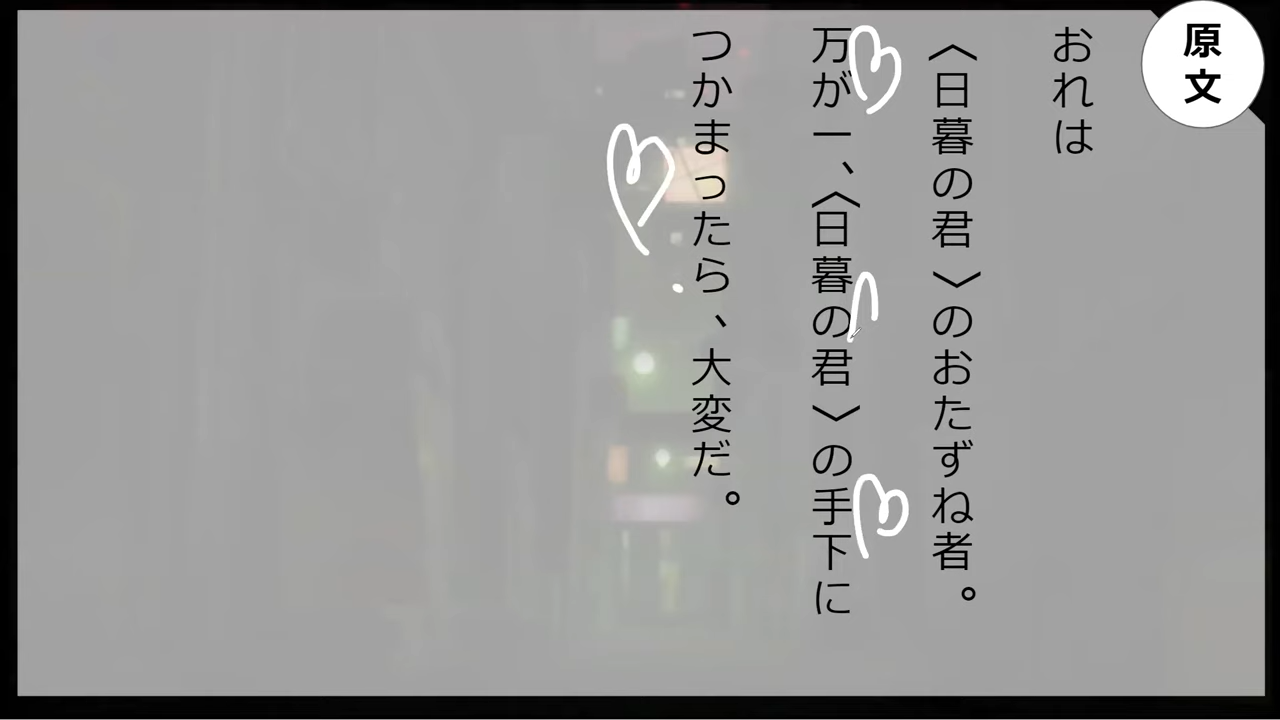 原文
おれは
〈日暮の君〉のおたずね者。
万が一、〈日暮の君〉の手下に
つかまったら、大変だ。